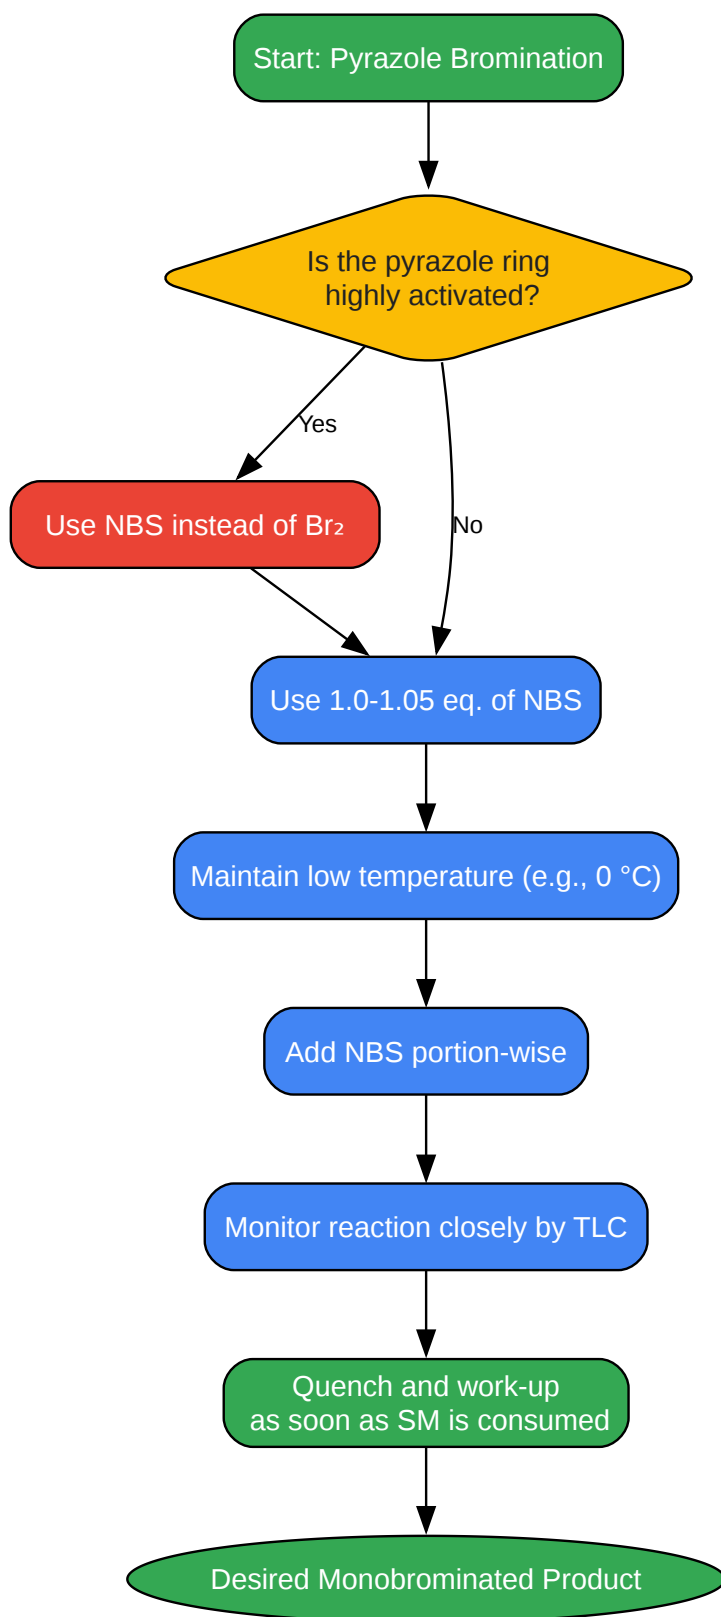 Start: Pyrazole Bromination
Is the pyrazole ring
highly activated?
Yes
Use NBS instead of Br₂
No
Use 1.0-1.05 eq. of NBS
Maintain low temperature (e.g., 0 °C)
Add NBS portion-wise
Monitor reaction closely by TLC
Quench and work-up
as soon as SM is consumed
Desired Monobrominated Product